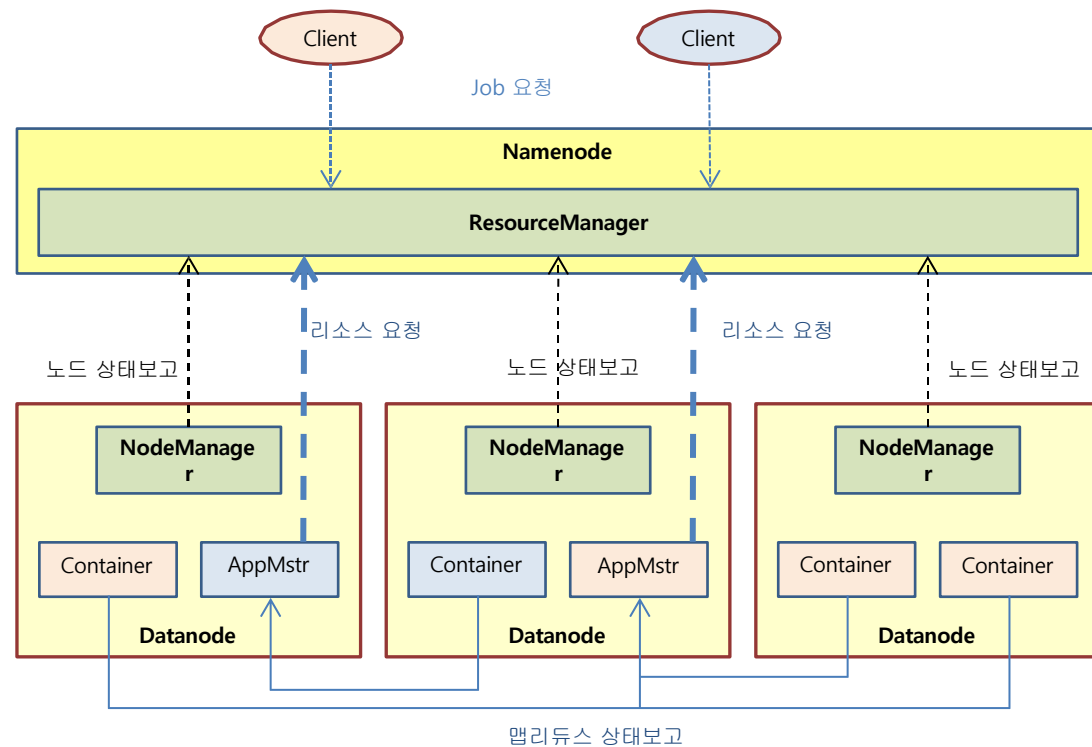 Client
Client
Job 요청
Namenode
ResourceManager
리소스 요청
리소스 요청
노드 상태보고
노드 상태보고
노드 상태보고
NodeManage
r
NodeManage
r
NodeManage
r
Container
AppMstr
Container
AppMstr
Container
Container
Datanode
Datanode
Datanode
맵리듀스 상태보고